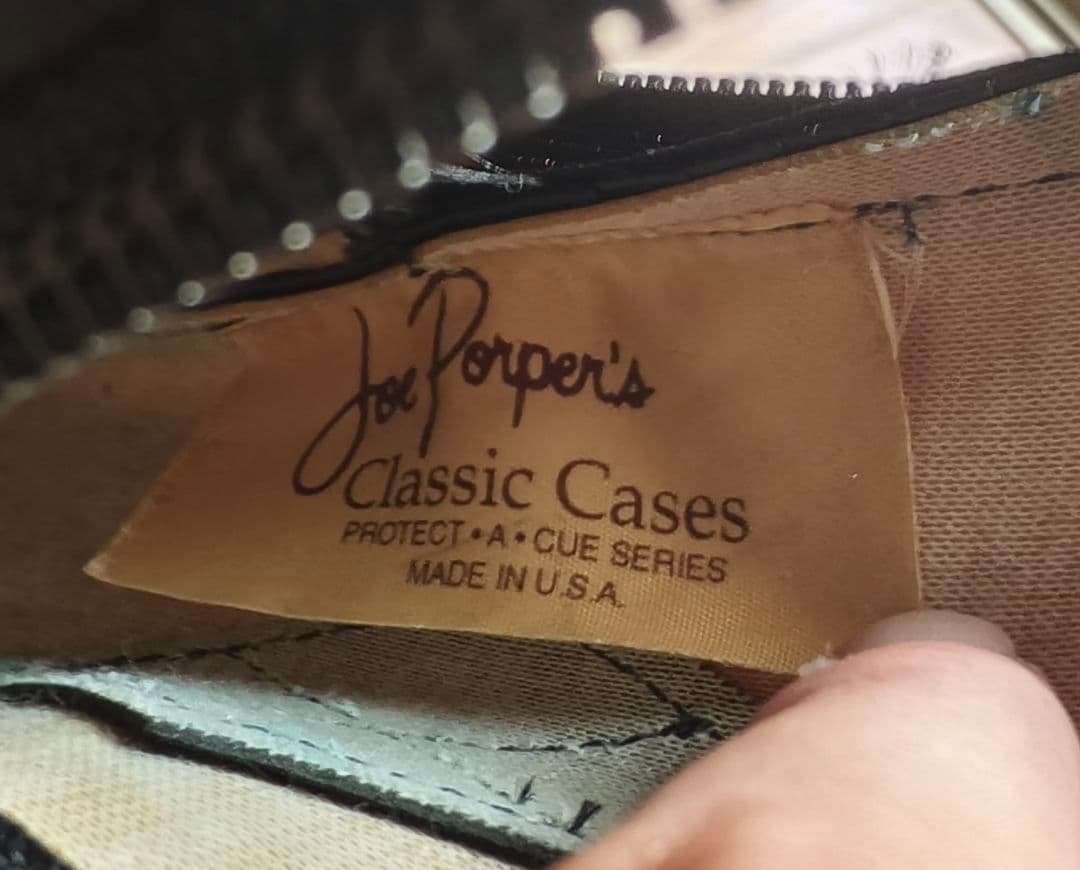 Joe Porper's
Classic Cases
PROTECT•A•CUE SERIES
MADE IN U.S.A.